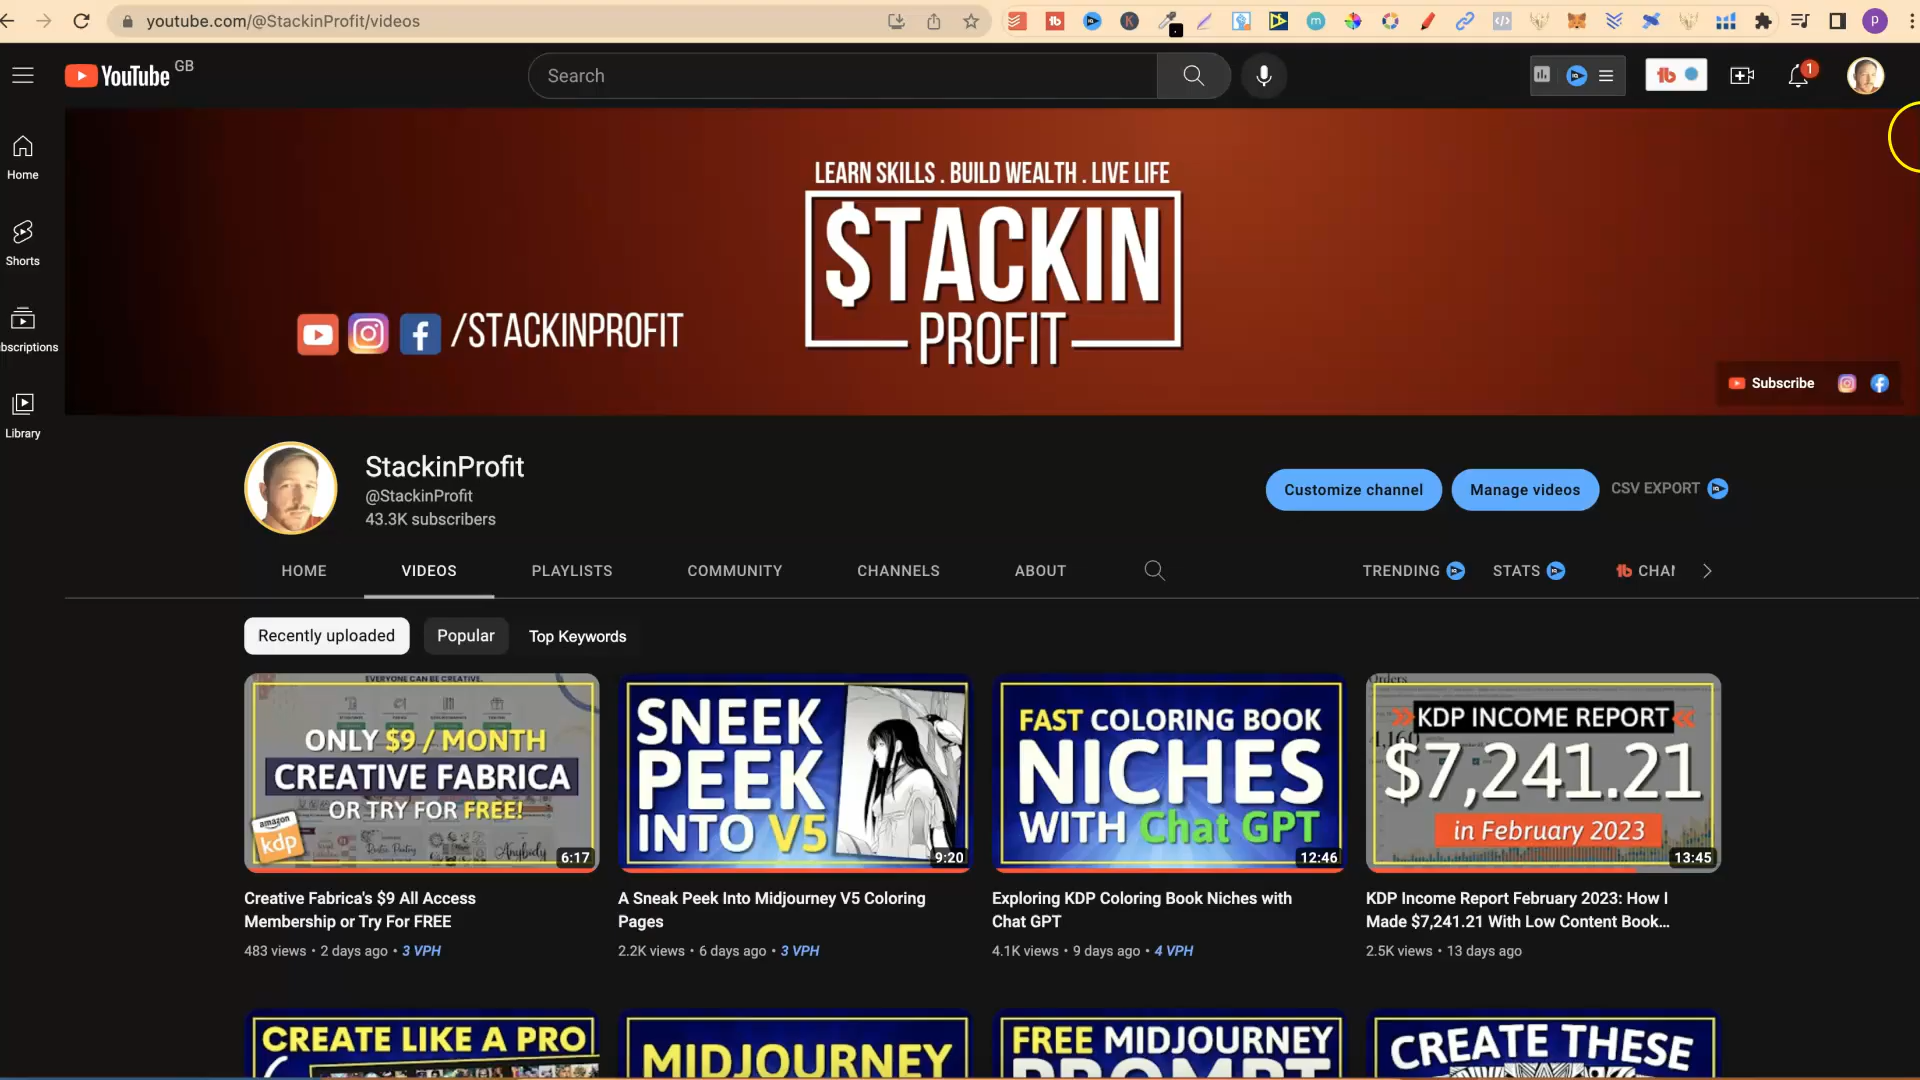 youtube.com/@StackinProfit/videos
YouTube GB
Search
1
Home
Shorts
bscriptions
Library
LEARN SKILLS . BUILD WEALTH . LIVE LIFE
$TACKIN
PROFIT
/STACKINPROFIT
Subscribe
StackinProfit
@StackinProfit
43.3K subscribers
Customize channel
Manage videos
CSV EXPORT
HOME
VIDEOS
PLAYLISTS
COMMUNITY
CHANNELS
ABOUT
TRENDING
STATS
CHAI
Recently uploaded
Popular
Top Keywords
EVERYONE CAN BE CREATIVE.
ONLY $9 / MONTH
CREATIVE FABRICA
OR TRY FOR FREE!
amazon
kdp
Anybody
6:17
SNEEK
PEEK
INTO V5
9:20
FAST COLORING BOOK
NICHES
WITH Chat GPT
12:46
Orders
KDP INCOME REPORT
$7,241.21
in February 2023
13:45
Creative Fabrica's $9 All Access
Membership or Try For FREE
483 views • 2 days ago • 3 VPH
A Sneak Peek Into Midjourney V5 Coloring
Pages
2.2K views • 6 days ago • 3 VPH
Exploring KDP Coloring Book Niches with
Chat GPT
4.1K views • 9 days ago • 4 VPH
KDP Income Report February 2023: How I
Made $7,241.21 With Low Content Book...
2.5K views • 13 days ago
CREATE LIKE A PRO
MIDJOURNEY
FREE MIDJOURNEY
PROMPT
CREATE THESE